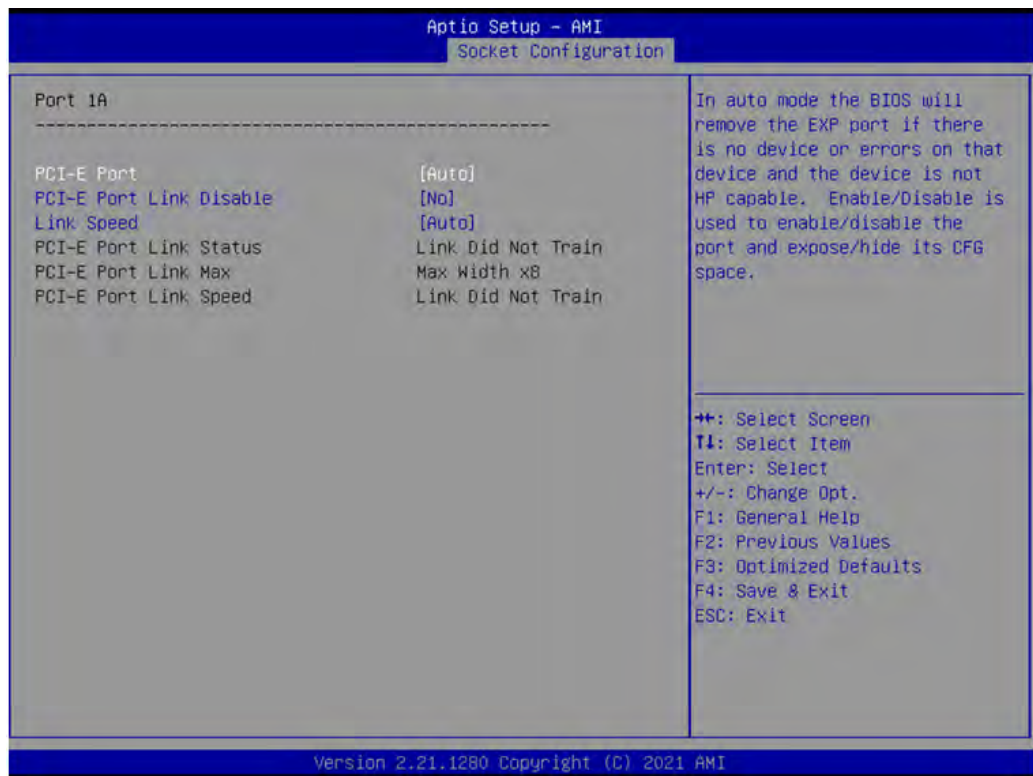 Aptio Setup – AMI
Socket Configuration
Port 1A
--------------------------------------------------
PCI-E Port [Auto]
PCI-E Port Link Disable [No]
Link Speed [Auto]
PCI-E Port Link Status Link Did Not Train
PCI-E Port Link Max Max Width x8
PCI-E Port Link Speed Link Did Not Train
In auto mode the BIOS will
remove the EXP port if there
is no device or errors on that
device and the device is not
HP capable. Enable/Disable is
used to enable/disable the
port and expose/hide its CFG
space.
→←: Select Screen
↑↓: Select Item
Enter: Select
+/-: Change Opt.
F1: General Help
F2: Previous Values
F3: Optimized Defaults
F4: Save & Exit
ESC: Exit
Version 2.21.1280 Copyright (C) 2021 AMI